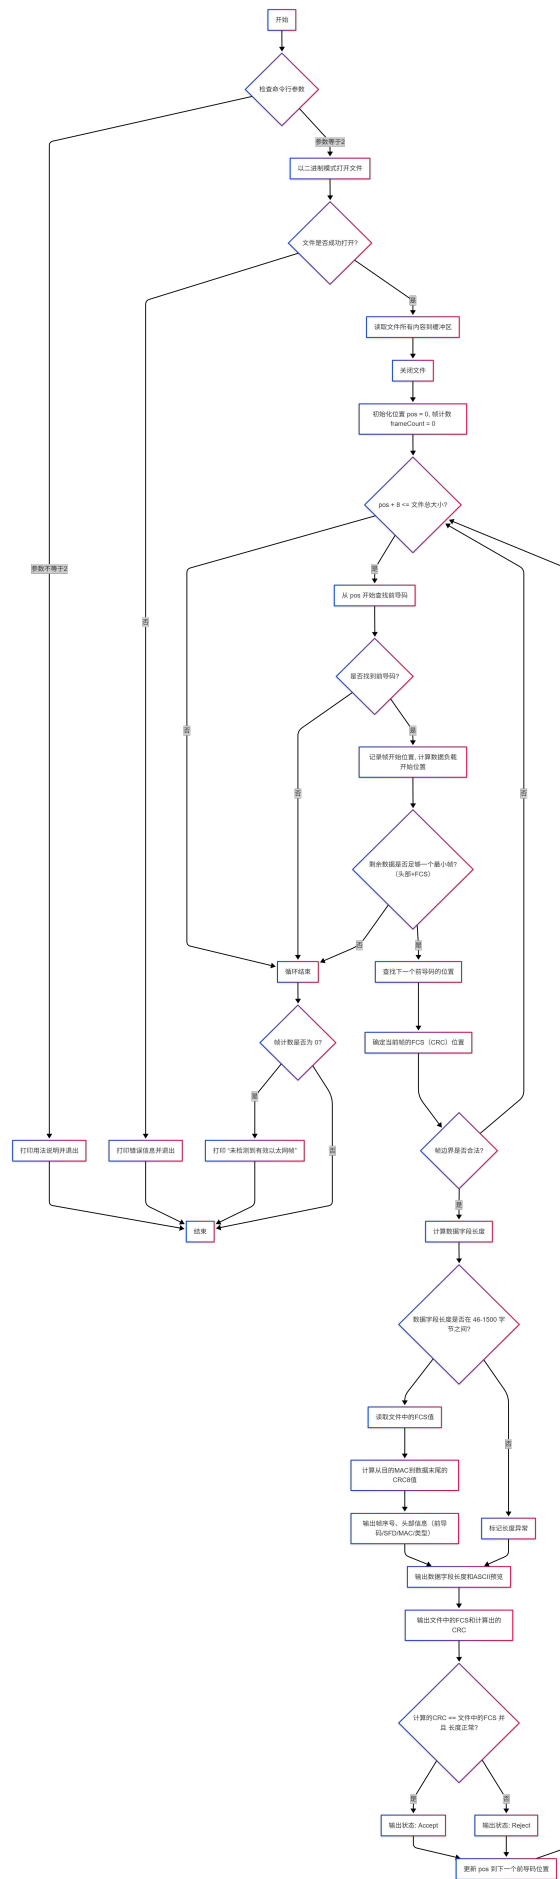 开始
检查命令行参数
参数等于2
以二进制模式打开文件
文件是否成功打开?
是
读取文件所有内容到缓冲区
关闭文件
初始化位置 pos = 0, 帧计数
frameCount = 0
pos + 8 <= 文件总大小?
参数不等于2
是
从 pos 开始查找前导码
否
是否找到前导码?
否
是
记录帧开始位置, 计算数据负载
开始位置
否
否
剩余数据是否足够一个最小帧?
（头部+FCS）
否
是
循环结束
查找下一个前导码的位置
帧计数是否为 0?
确定当前帧的FCS（CRC）位置
是
打印用法说明并退出
打印错误信息并退出
打印 "未检测到有效以太网帧"
否
帧边界是否合法?
是
结束
计算数据字段长度
数据字段长度是否在 46-1500 字
节之间?
读取文件中的FCS值
否
计算从目的MAC到数据末尾的
CRC8值
输出帧序号、头部信息（前导
码/SFD/MAC/类型）
标记长度异常
输出数据字段长度和ASCII预览
输出文件中的FCS和计算出的
CRC
计算的CRC == 文件中的FCS 并
且 长度正常?
是
否
输出状态: Accept
输出状态: Reject
更新 pos 到下一个前导码位置